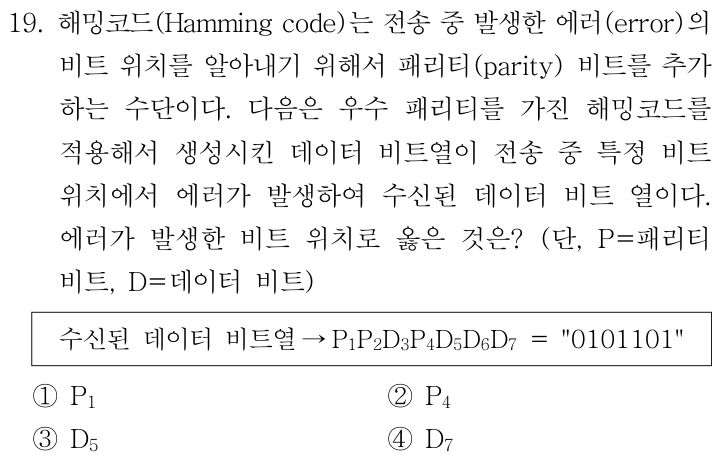 19. 해밍코드(Hamming code)는 전송 중 발생한 에러(error)의
비트 위치를 알아내기 위해서 패리티(parity) 비트를 추가
하는 수단이다. 다음은 우수 패리티를 가진 해밍코드를
적용해서 생성시킨 데이터 비트열이 전송 중 특정 비트
위치에서 에러가 발생하여 수신된 데이터 비트 열이다.
에러가 발생한 비트 위치로 옳은 것은? (단, P=패리티
비트, D=데이터 비트)
수신된 데이터 비트열 → P₁P₂D₃P₄D₅D₆D₇ = "0101101"
① P₁ ② P₄
③ D₅ ④ D₇